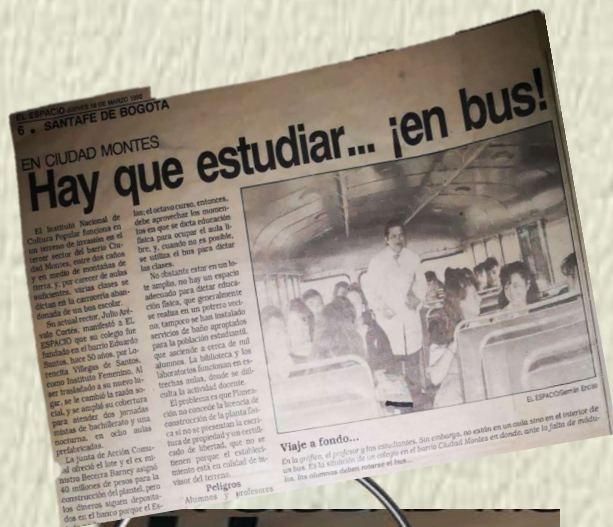 EL ESPACIO JUEVES DE MARZO
6 • SANTAFE DE BOGOTA
EN CIUDAD MONTES
Hay que estudiar... ¡en bus!
El Instituto Nacional de
Cultura Popular funciona en
un terreno de invasión en el
tercer sector del barrio Ciu-
dad Montes, entre dos caños
y en medio de montañas de
tierra, y, por carecer de aulas
suficientes, varias clases se
dictan en la carrocería aban-
donada de un bus escolar.
Su actual rector, Julio Aré-
valo Cortés, manifestó a EL
ESPACIO que su colegio fue
fundado en el barrio Eduardo
Santos, hace 50 años, por Lo-
rencita Villegas de Santos,
como Instituto Femenino. Al
ser trasladado a su nuevo lu-
gar, se le cambió la razón so-
cial, y se amplió su cobertura
para atender dos jornadas
mixtas de bachillerato y una
nocturna, en ocho aulas
prefabricadas.
La junta de Acción Comu-
nal ofreció el lote y el ex mi-
nistro Becerra Barney asignó
40 millones de pesos para la
construcción del plantel, pero
los dineros siguen deposita-
dos en el banco porque el Es-
las; el octavo curso, entonces,
debe aprovechar los momen-
tos en que se dicta educación
física para ocupar el aula li-
bre, y, cuando no es posible,
se utiliza el bus para dictar
las clases.
No obstante estar en un lo-
te amplio, no hay un espacio
adecuado para dictar educa-
ción física, que generalmente
se realiza en un potrero veci-
no; tampoco se han instalado
servicios de baño apropiados
para la población estudiantil,
que asciende a cerca de mil
alumnos. La biblioteca y los
laboratorios funcionan en es-
trechas aulas, donde se difi-
culta la actividad docente.
El problema es que Planea-
ción no concede la licencia de
construcción de la planta físi-
ca si no se presentan la escri-
tura de propiedad y un certifi-
cado de libertad, que no se
tienen porque el estableci-
miento está en calidad de in-
vasor del terreno.
Peligros
Alumnos y profesores
EL ESPACIO/Germán
Viaje a fondo...
En la gráfica, el profesor y los estudiantes. Sin embargo, no están en un aula sino en el interior de
un bus. Es la situación de un colegio en el barrio Ciudad Montes en donde, ante la falta de módu-
los, los alumnos deben rotarse el bus...